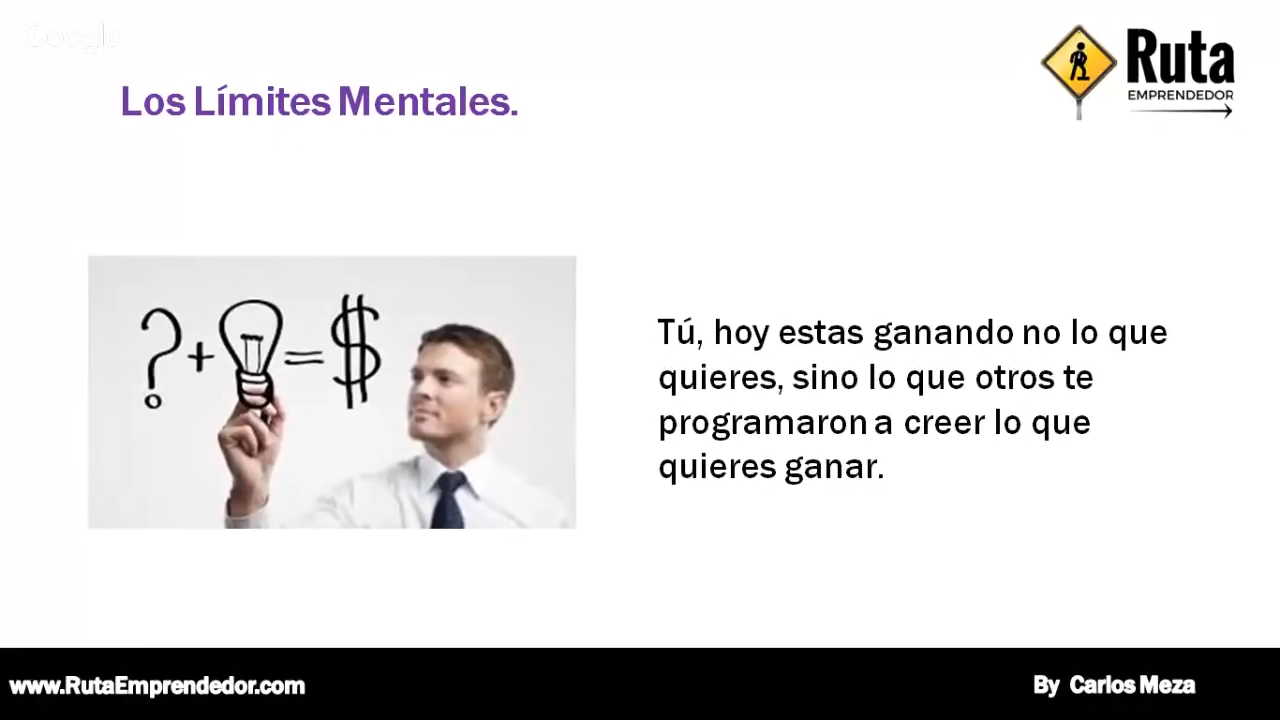 Google
Ruta
EMPRENDEDOR
Los Límites Mentales.
? + = $
Tú, hoy estas ganando no lo que
quieres, sino lo que otros te
programaron a creer lo que
quieres ganar.
www.RutaEmprendedor.com
By Carlos Meza